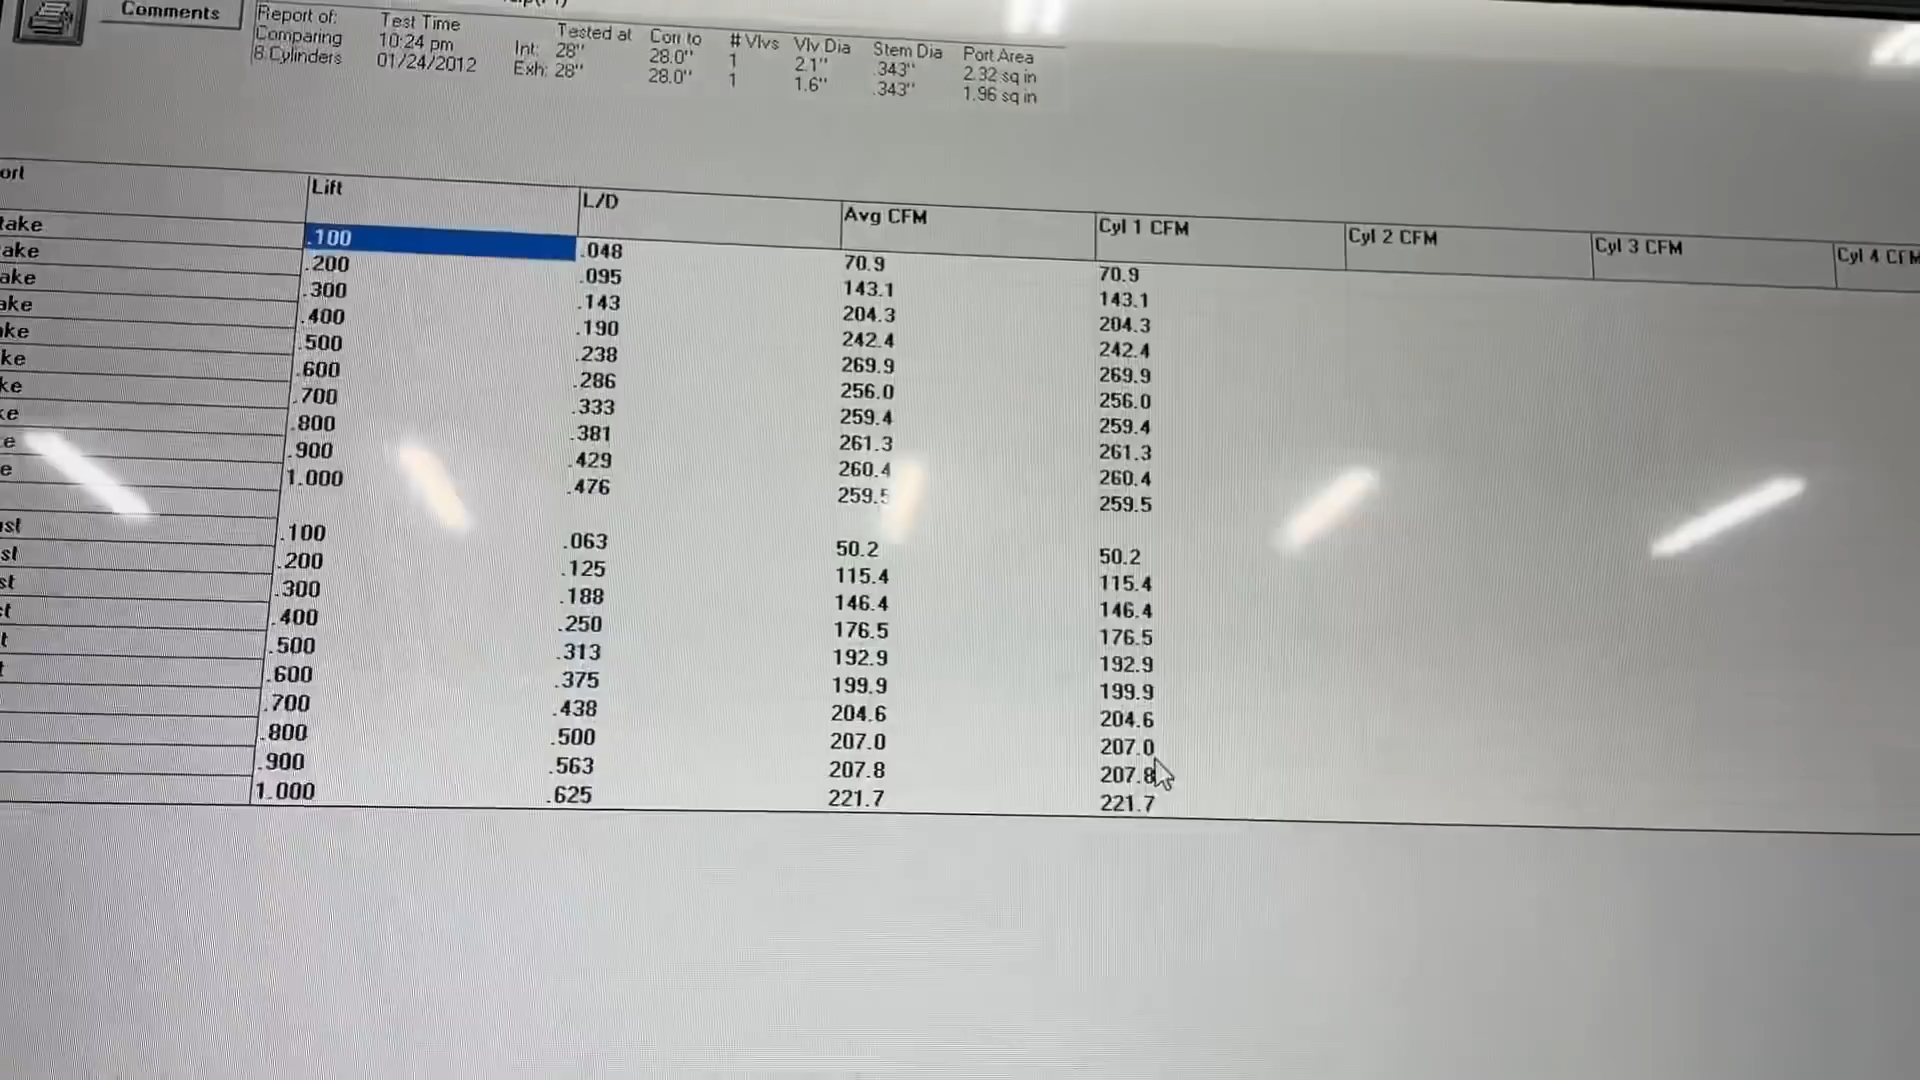 Comments
Report of: Test Time Tested at Corr to # Vlvs Vlv Dia Stem Dia Port Area
Comparing 10:24 pm Int: 28" 28.0" 1 2.1" .343" 2.32 sq in
8 Cylinders 01/24/2012 Exh: 28" 28.0" 1 1.6" .343" 1.96 sq in
ort Lift L/D Avg CFM Cyl 1 CFM Cyl 2 CFM Cyl 3 CFM Cyl 4 CFM
take .100 .048 70.9 70.9
ake .200 .095 143.1 143.1
ake .300 .143 204.3 204.3
ake .400 .190 242.4 242.4
ake .500 .238 269.9 269.9
ke .600 .286 256.0 256.0
ke .700 .333 259.4 259.4
ke .800 .381 261.3 261.3
e .900 .429 260.4 260.4
e 1.000 .476 259.5 259.5
ust .100 .063 50.2 50.2
st .200 .125 115.4 115.4
st .300 .188 146.4 146.4
st .400 .250 176.5 176.5
t .500 .313 192.9 192.9
t .600 .375 199.9 199.9
.700 .438 204.6 204.6
.800 .500 207.0 207.0
.900 .563 207.8 207.8
1.000 .625 221.7 221.7